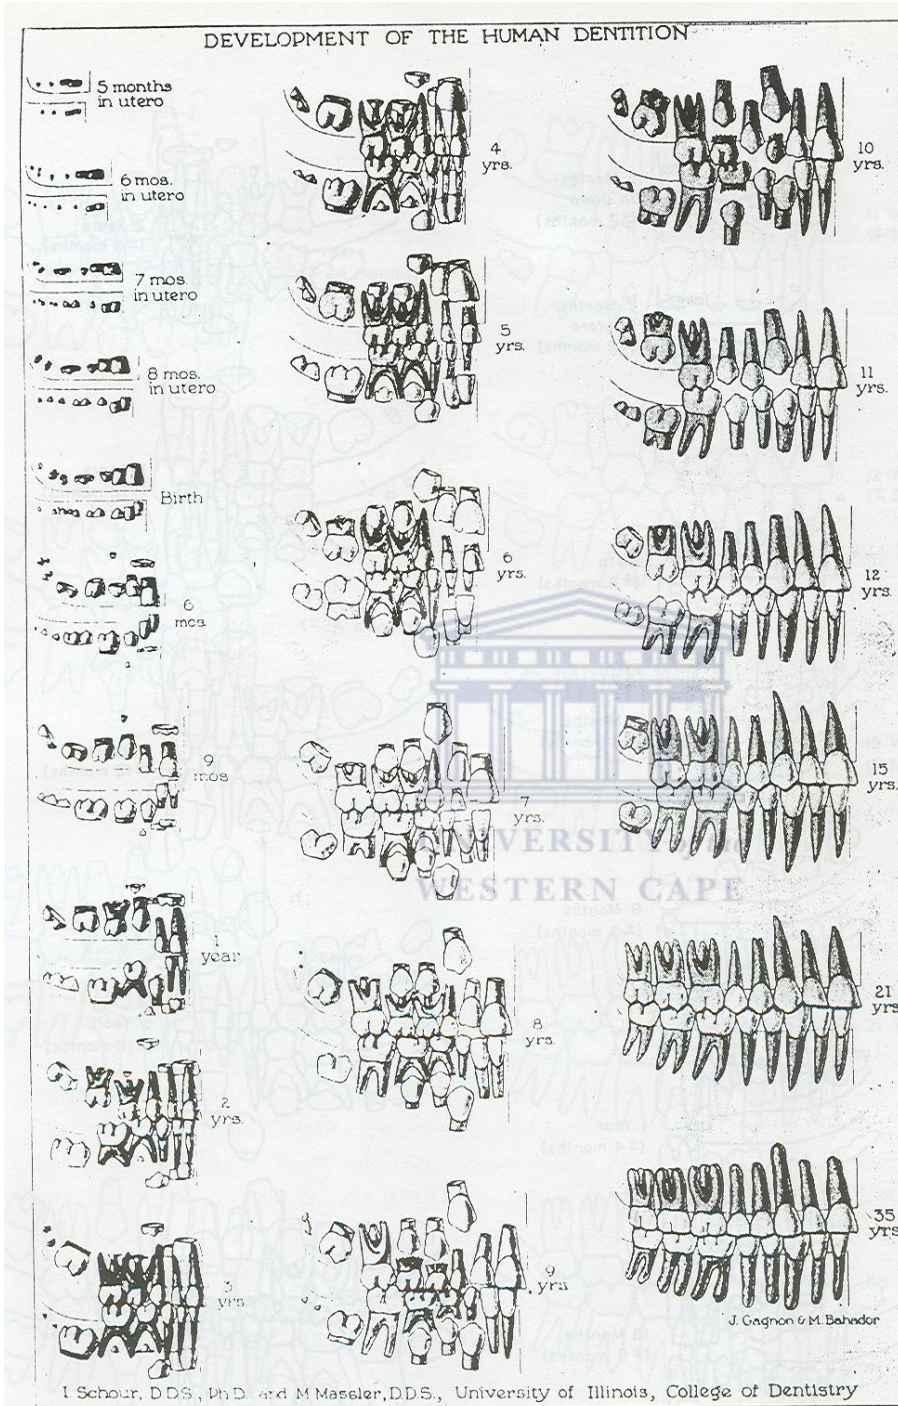 DEVELOPMENT OF THE HUMAN DENTITION
5 months
in utero
6 mos.
in utero
7 mos.
in utero
8 mos.
in utero
Birth
6
mos
9
mos
1
year
2
yrs.
3
yrs
4
yrs.
5
yrs.
6
yrs.
7
yrs.
8
yrs.
9
yrs
10
yrs.
11
yrs.
12
yrs.
15
yrs.
21
yrs
35
yrs
UNIVERSITY of the
WESTERN CAPE
J. Gagnon & M. Bahador
I Schour, D.D.S., Ph.D. and M Massler, D.D.S., University of Illinois, College of Dentistry